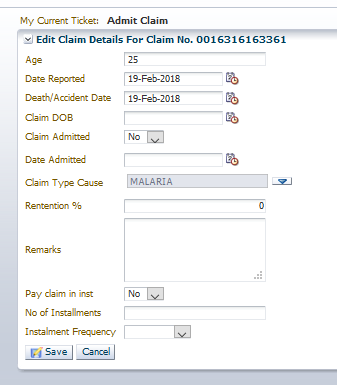 My Current Ticket: Admit Claim
Edit Claim Details For Claim No. 0016316163361
Age 25
Date Reported 19-Feb-2018
Death/Accident Date 19-Feb-2018
Claim DOB
Claim Admitted No
Date Admitted
Claim Type Cause MALARIA
Rentention % 0
Remarks
Pay claim in inst No
No of Installments
Instalment Frequency
Save Cancel